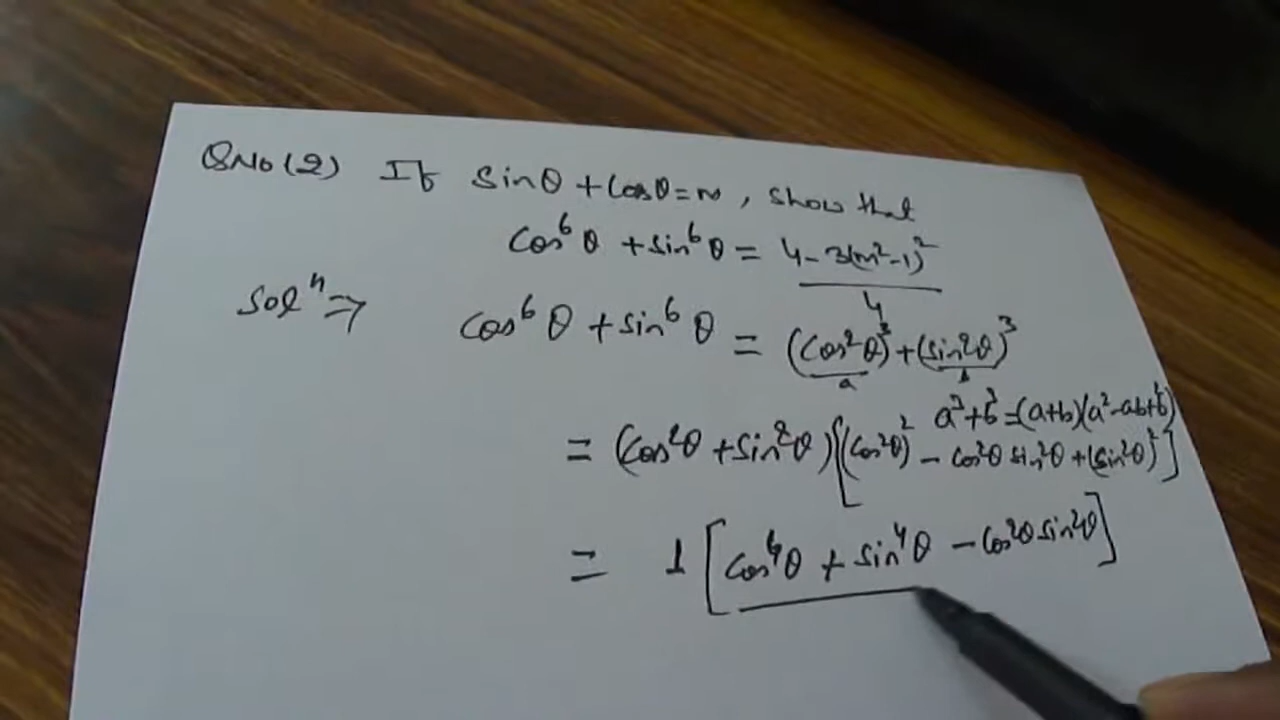 QNo (2) If sinθ + cosθ = m, show that
cos⁶θ + sin⁶θ = 4-3(m²-1)² / 4
Solⁿ ⇒ cos⁶θ + sin⁶θ = (cos²θ)³ + (sin²θ)³
a b
a³+b³=(a+b)(a²-ab+b²)
= (cos²θ + sin²θ) [(cos²θ)² - cos²θ sin²θ + (sin²θ)²]
= 1 [cos⁴θ + sin⁴θ - cos²θ sin²θ]